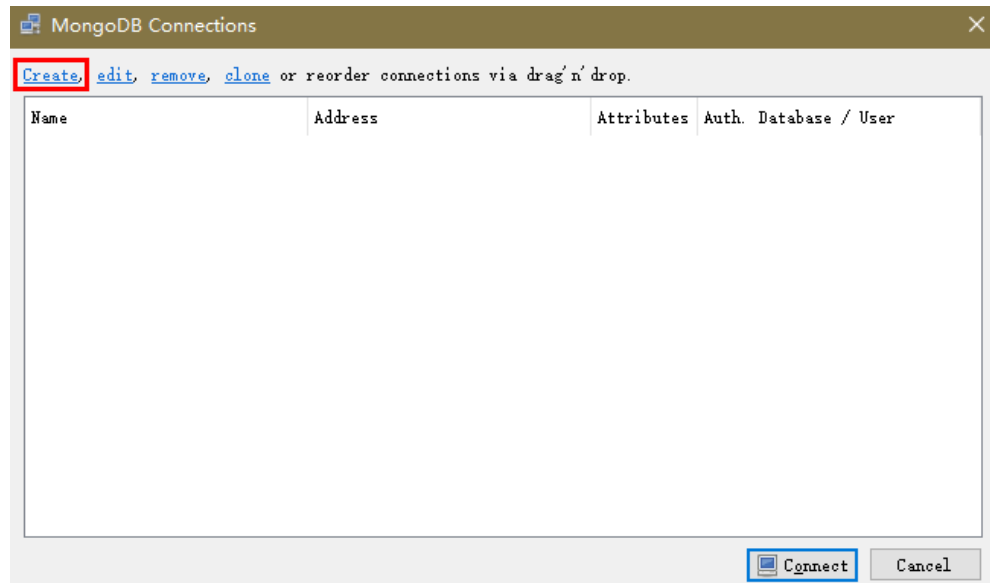 MongoDB Connections
Create, edit, remove, clone or reorder connections via drag'n'drop.
Name Address Attributes Auth. Database / User
Connect Cancel